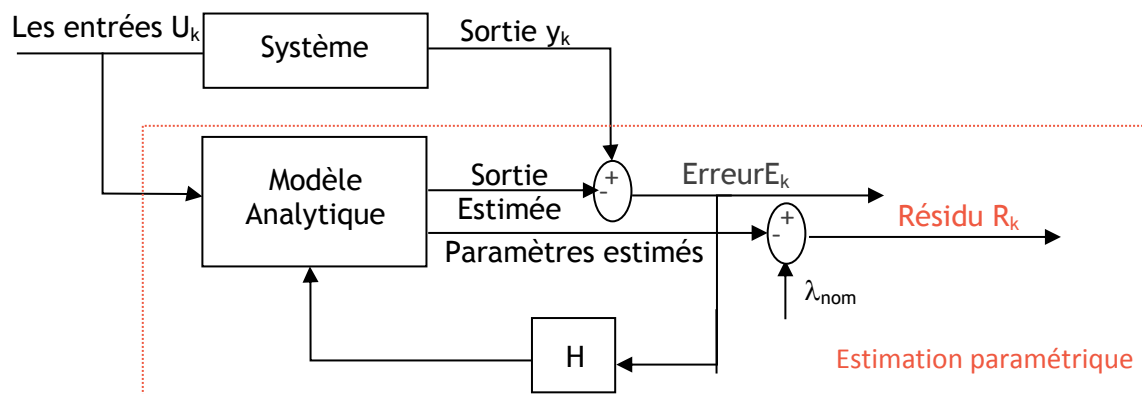 Les entrées Uk
Système
Sortie yk
Modèle
Analytique
Sortie
Estimée
+
-
ErreurEk
Paramètres estimés
+
-
Résidu Rk
λnom
H
Estimation paramétrique